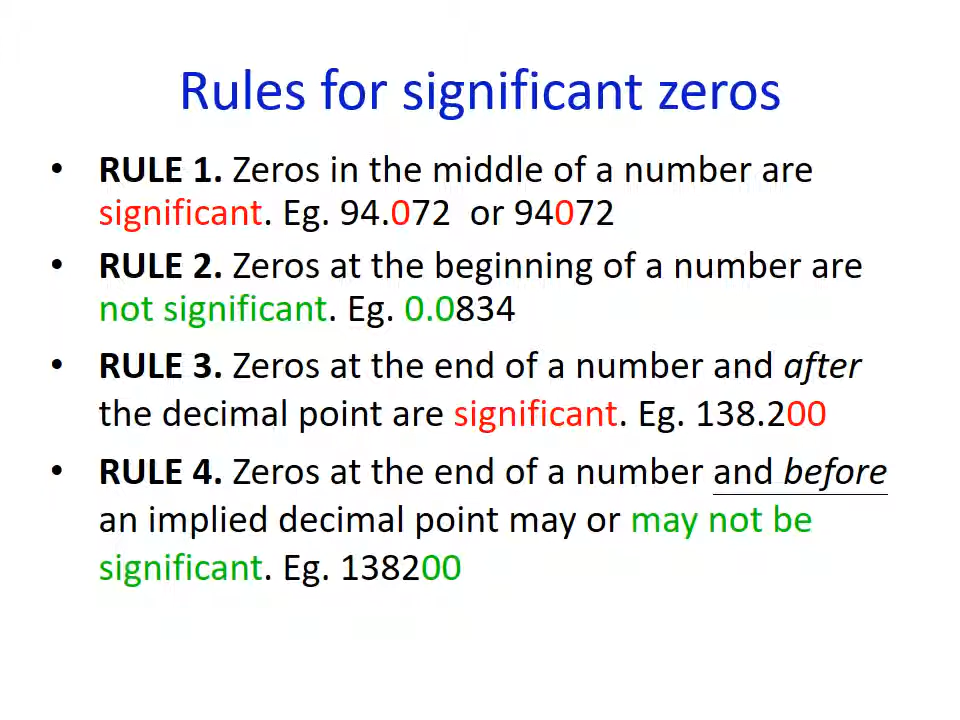 Rules for significant zeros
• RULE 1. Zeros in the middle of a number are
significant. Eg. 94.072 or 94072
• RULE 2. Zeros at the beginning of a number are
not significant. Eg. 0.0834
• RULE 3. Zeros at the end of a number and after
the decimal point are significant. Eg. 138.200
• RULE 4. Zeros at the end of a number and before
an implied decimal point may or may not be
significant. Eg. 138200